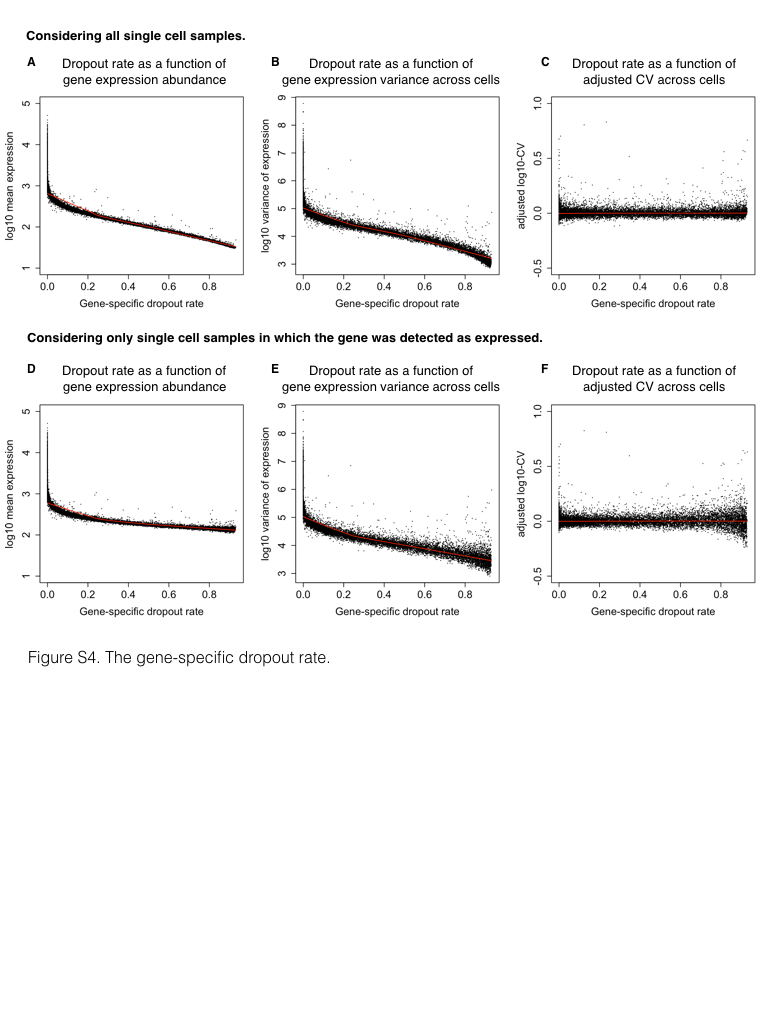 Considering all single cell samples.
A Dropout rate as a function of
gene expression abundance
log10 mean expression
5
4
3
2
1
0.0 0.2 0.4 0.6 0.8
Gene-specific dropout rate
B Dropout rate as a function of
gene expression variance across cells
log10 variance of expression
9
8
7
6
5
4
3
0.0 0.2 0.4 0.6 0.8
Gene-specific dropout rate
C Dropout rate as a function of
adjusted CV across cells
adjusted log10-CV
1.0
0.5
0.0
-0.5
0.0 0.2 0.4 0.6 0.8
Gene-specific dropout rate
Considering only single cell samples in which the gene was detected as expressed.
D Dropout rate as a function of
gene expression abundance
log10 mean expression
5
4
3
2
1
0.0 0.2 0.4 0.6 0.8
Gene-specific dropout rate
E Dropout rate as a function of
gene expression variance across cells
log10 variance of expression
9
8
7
6
5
4
3
0.0 0.2 0.4 0.6 0.8
Gene-specific dropout rate
F Dropout rate as a function of
adjusted CV across cells
adjusted log10-CV
1.0
0.5
0.0
-0.5
0.0 0.2 0.4 0.6 0.8
Gene-specific dropout rate
Figure S4. The gene-specific dropout rate.